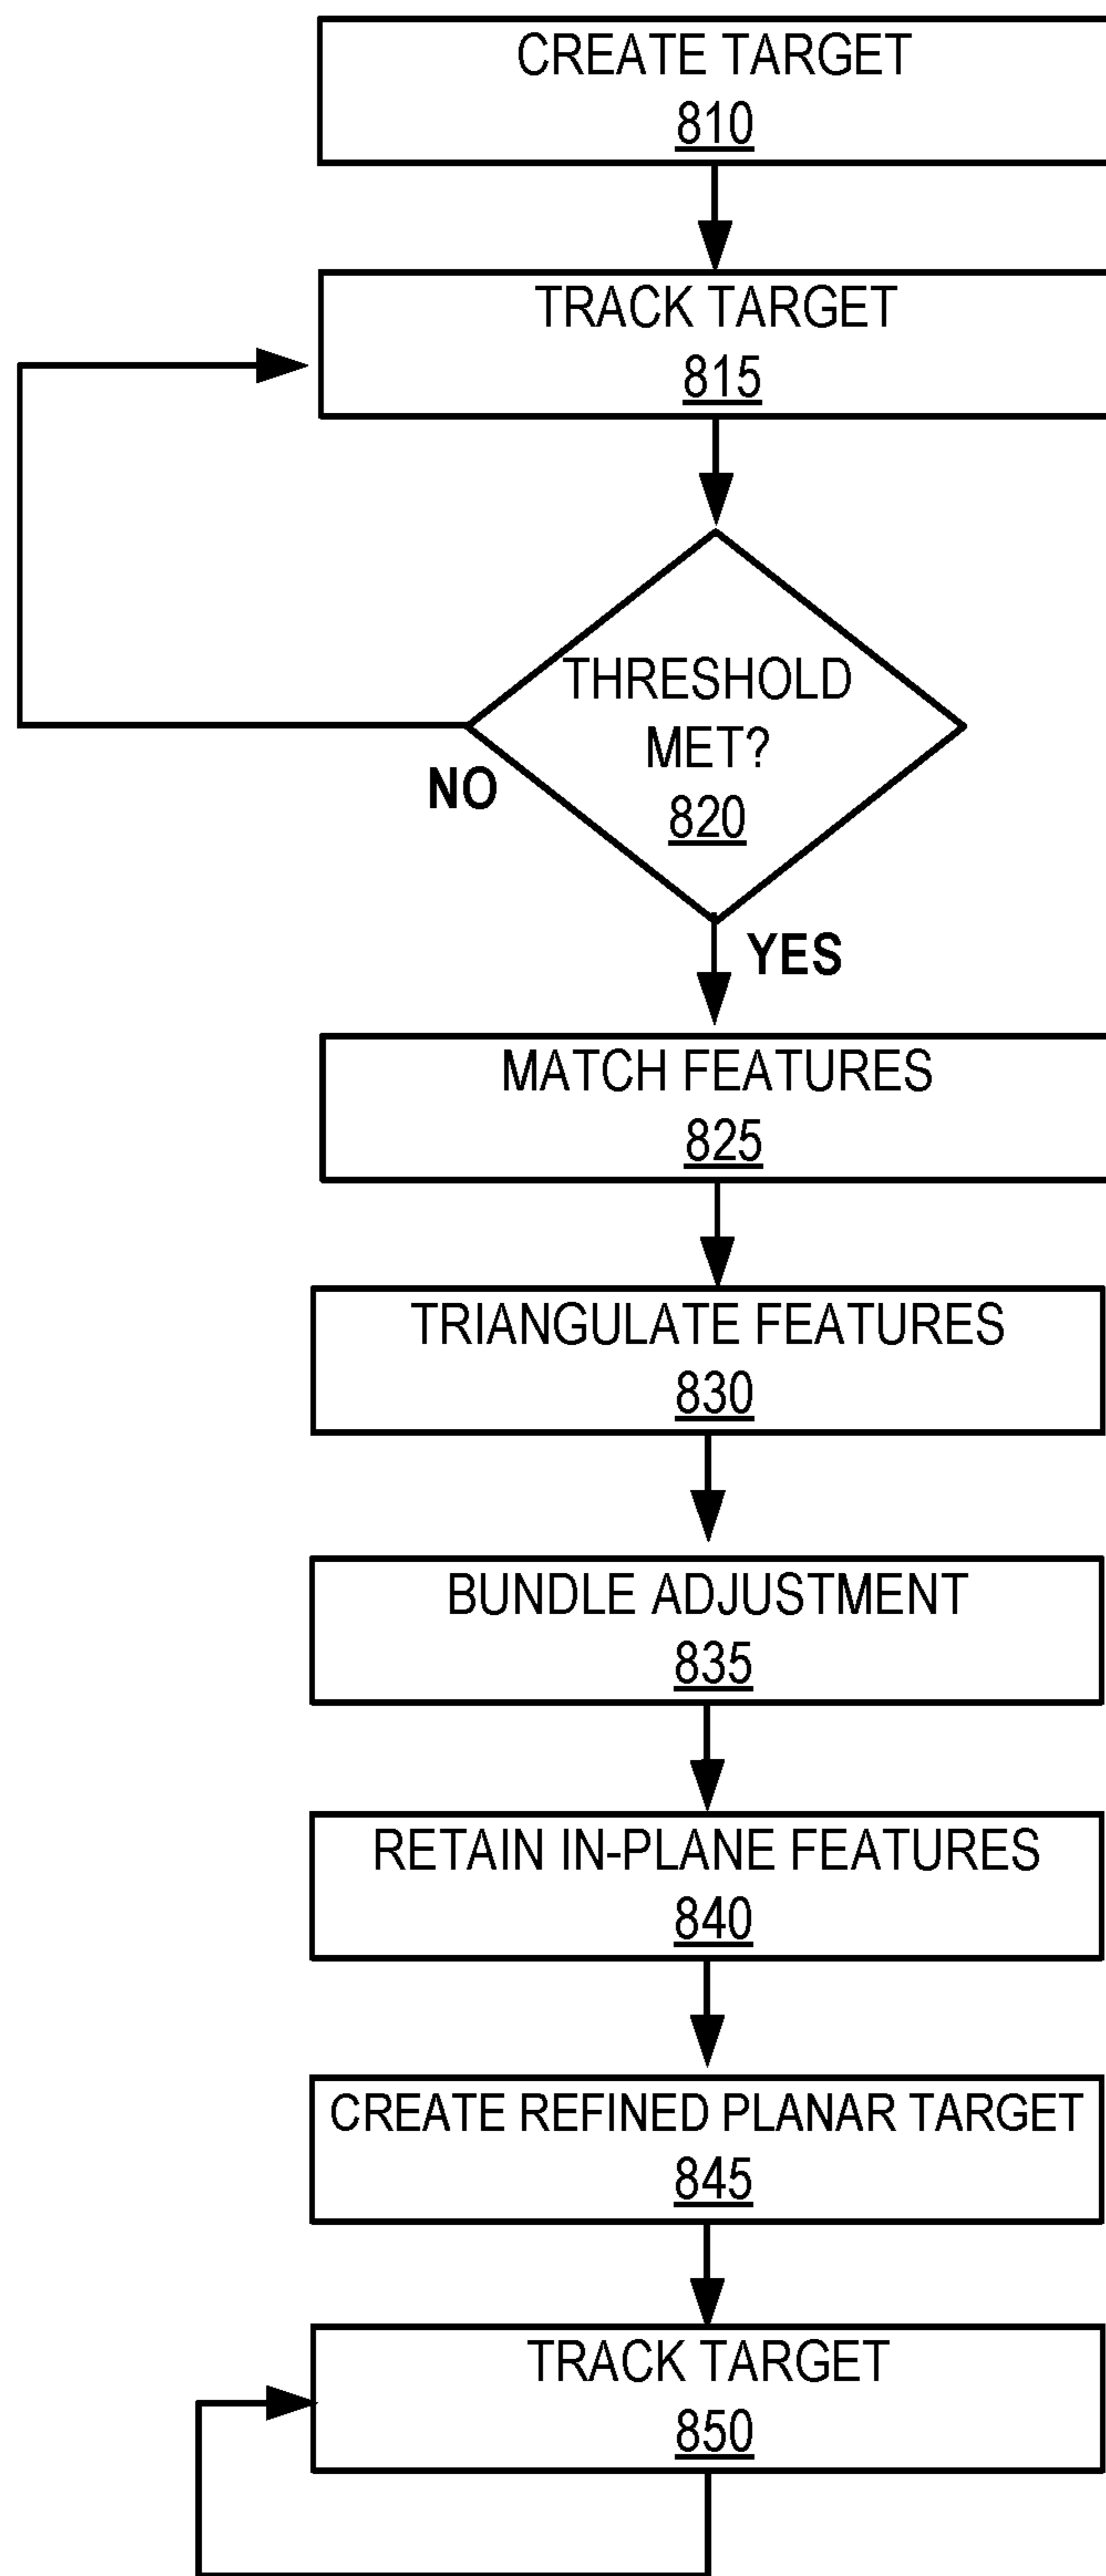 CREATE TARGET
810
TRACK TARGET
815
THRESHOLD
MET?
820
NO
YES
MATCH FEATURES
825
TRIANGULATE FEATURES
830
BUNDLE ADJUSTMENT
835
RETAIN IN-PLANE FEATURES
840
CREATE REFINED PLANAR TARGET
845
TRACK TARGET
850